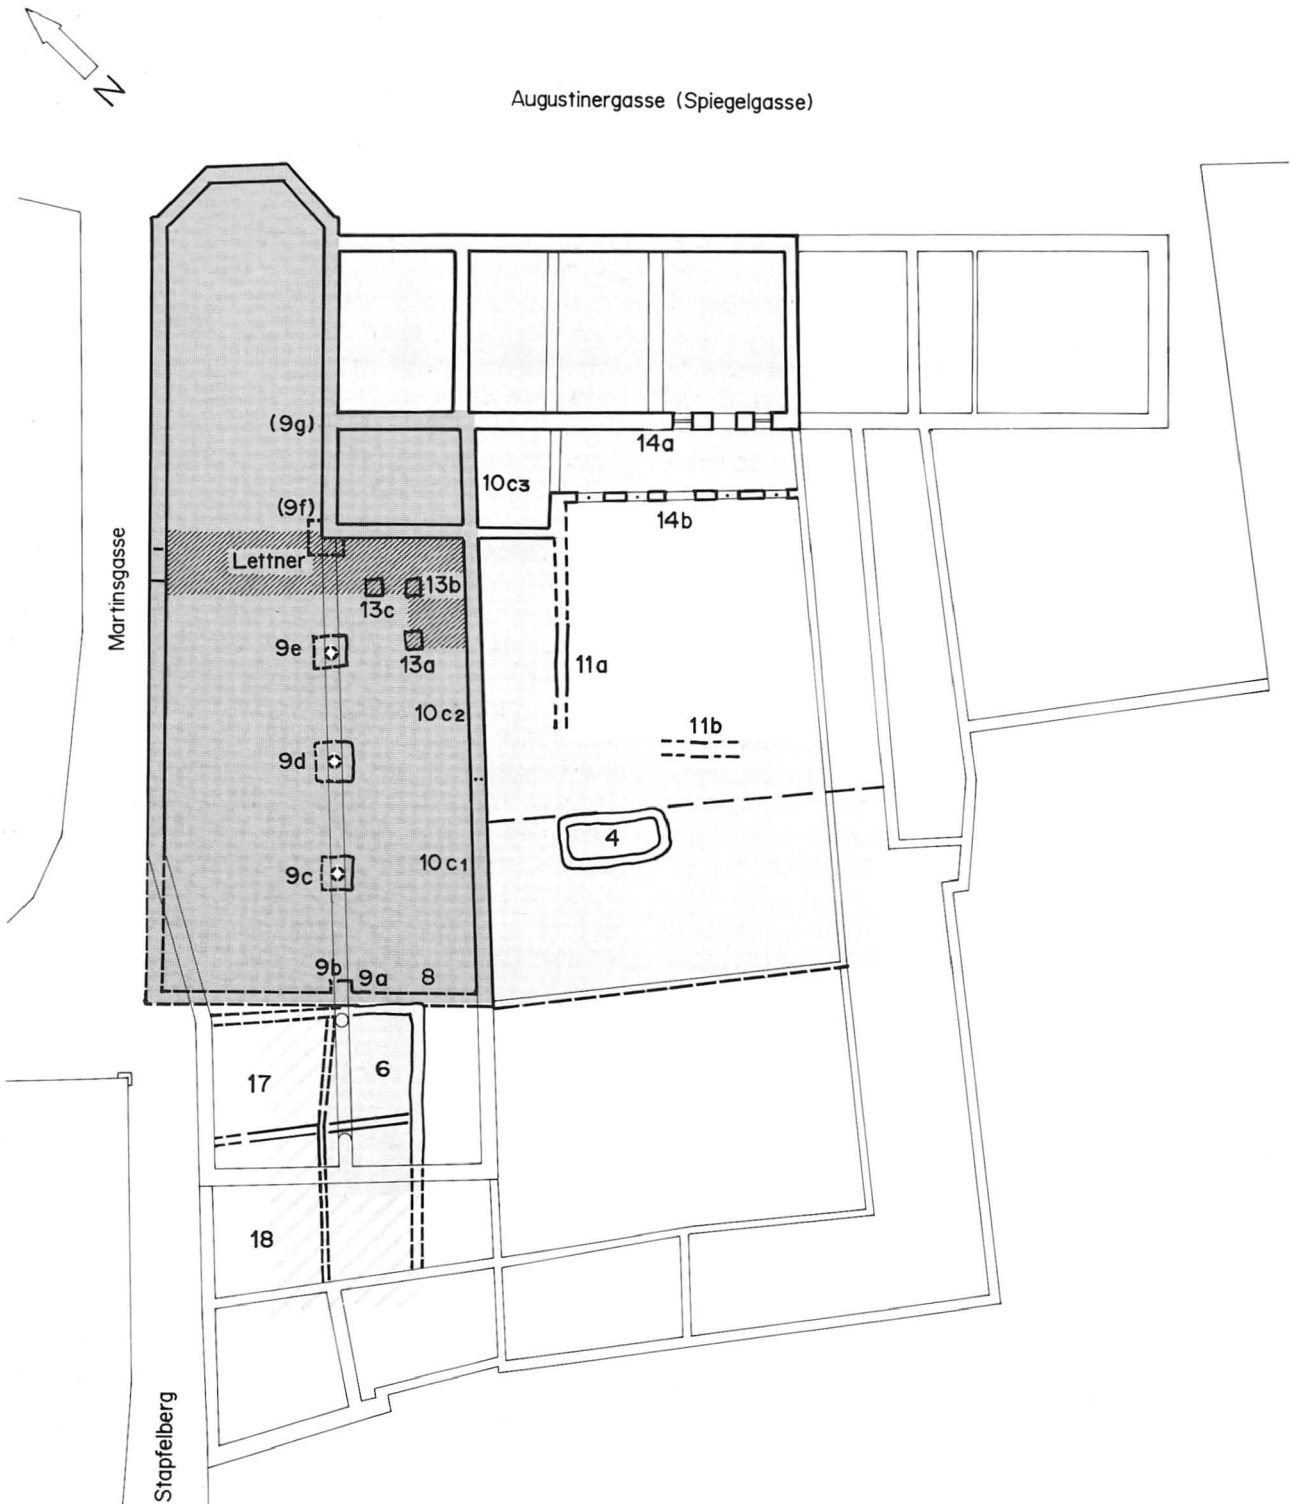 N
Augustinergasse (Spiegelgasse)
(9g)
14a
10c3
(9f)
14b
Lettner
13b
13c
Martinsgasse
9e
13a
11a
10c2
11b
9d
4
10c1
9c
9b
9a
8
6
17
18
Stapfelberg